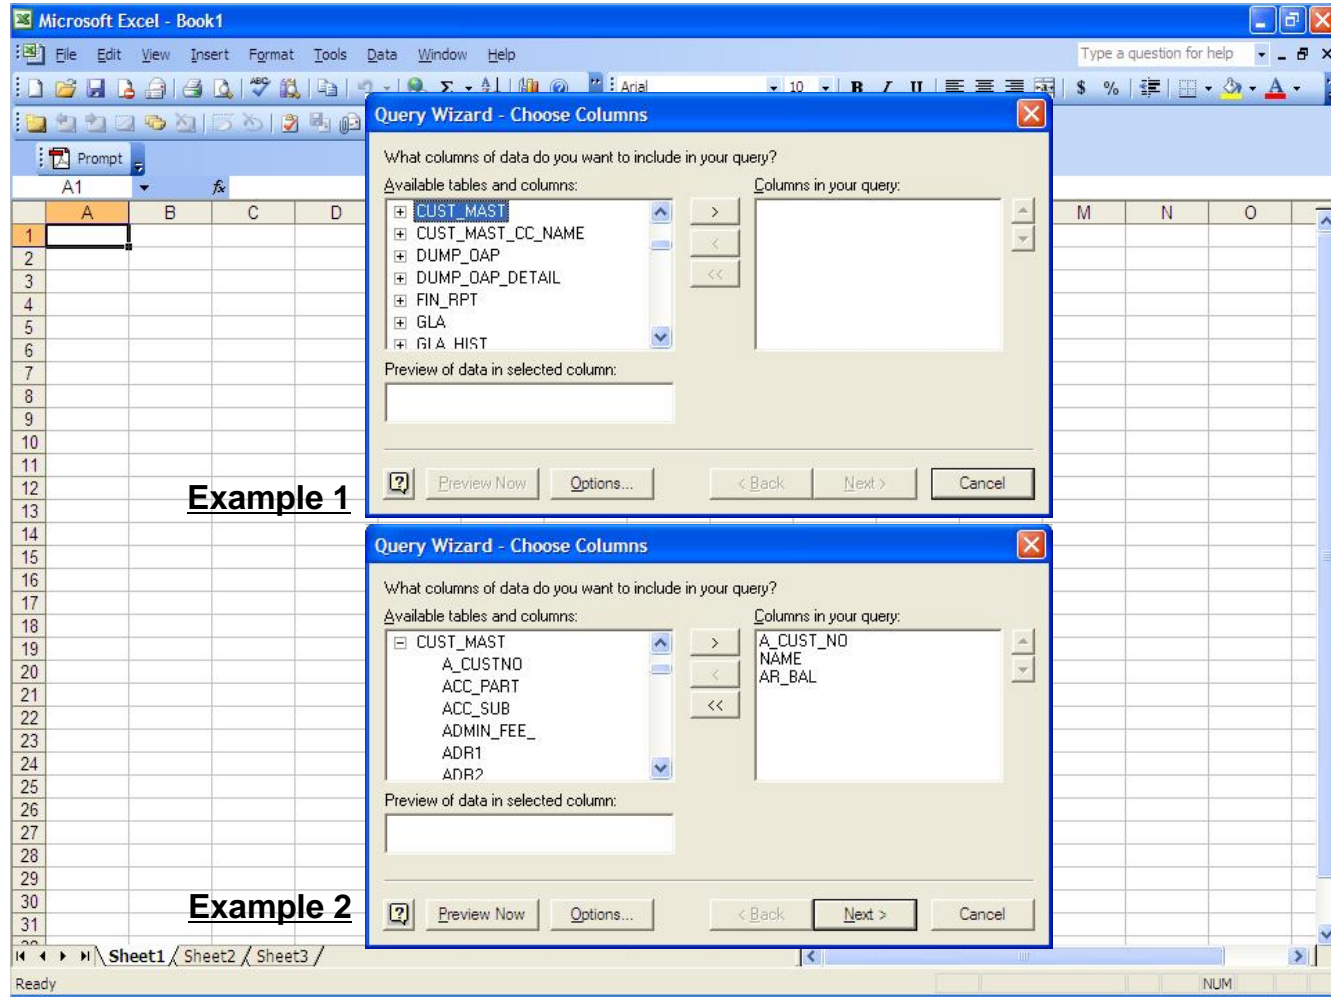 Microsoft Excel - Book1
File Edit View Insert Format Tools Data Window Help Type a question for help
Arial 10 B I U $ %
Prompt
A1 fx
A B C D M N O
1
2
3
4
5
6
7
8
9
10
11
12
13
14
15
16
17
18
19
20
21
22
23
24
25
26
27
28
29
30
31
Query Wizard - Choose Columns
What columns of data do you want to include in your query?
Available tables and columns: Columns in your query:
CUST_MAST >
CUST_MAST_CC_NAME <
DUMP_OAP <<
DUMP_OAP_DETAIL
FIN_RPT
GLA
GLA_HIST
Preview of data in selected column:
Preview Now Options... < Back Next > Cancel
Example 1
Query Wizard - Choose Columns
What columns of data do you want to include in your query?
Available tables and columns: Columns in your query:
CUST_MAST > A_CUST_NO
A_CUSTNO NAME
ACC_PART < AR_BAL
ACC_SUB <<
ADMIN_FEE_
ADR1
ADR2
Preview of data in selected column:
Preview Now Options... < Back Next > Cancel
Example 2
Sheet1 Sheet2 Sheet3
Ready NUM